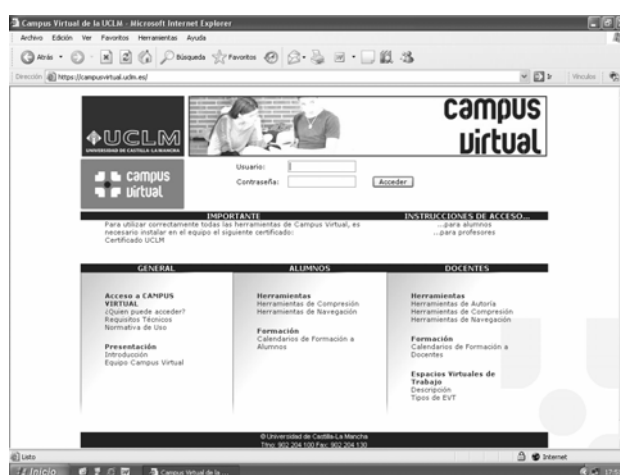 Campus Virtual de la UCLM - Microsoft Internet Explorer
Archivo Edición Ver Favoritos Herramientas Ayuda
Atrás Búsqueda Favoritos
Dirección https://campusvirtual.uclm.es/ Ir Vínculos
UCLM
UNIVERSIDAD DE CASTILLA-LA MANCHA
campus virtual
campus virtual
Usuario:
Contraseña: Acceder
IMPORTANTE
Para utilizar correctamente todas las herramientas de Campus Virtual, es
necesario instalar en el equipo el siguiente certificado:
Certificado UCLM
INSTRUCCIONES DE ACCESO...
...para alumnos
...para profesores
GENERAL
Acceso a CAMPUS
VIRTUAL
¿Quien puede acceder?
Requisitos Técnicos
Normativa de Uso
Presentación
Introducción
Equipo Campus Virtual
ALUMNOS
Herramientas
Herramientas de Compresión
Herramientas de Navegación
Formación
Calendarios de Formación a
Alumnos
DOCENTES
Herramientas
Herramientas de Autoría
Herramientas de Compresión
Herramientas de Navegación
Formación
Calendarios de Formación a
Docentes
Espacios Virtuales de
Trabajo
Descripción
Tipos de EVT
© Universidad de Castilla-La Mancha
Tfno: 902 204 100 Fax: 902 204 130
Listo Internet
Inicio Campus Virtual de la ...